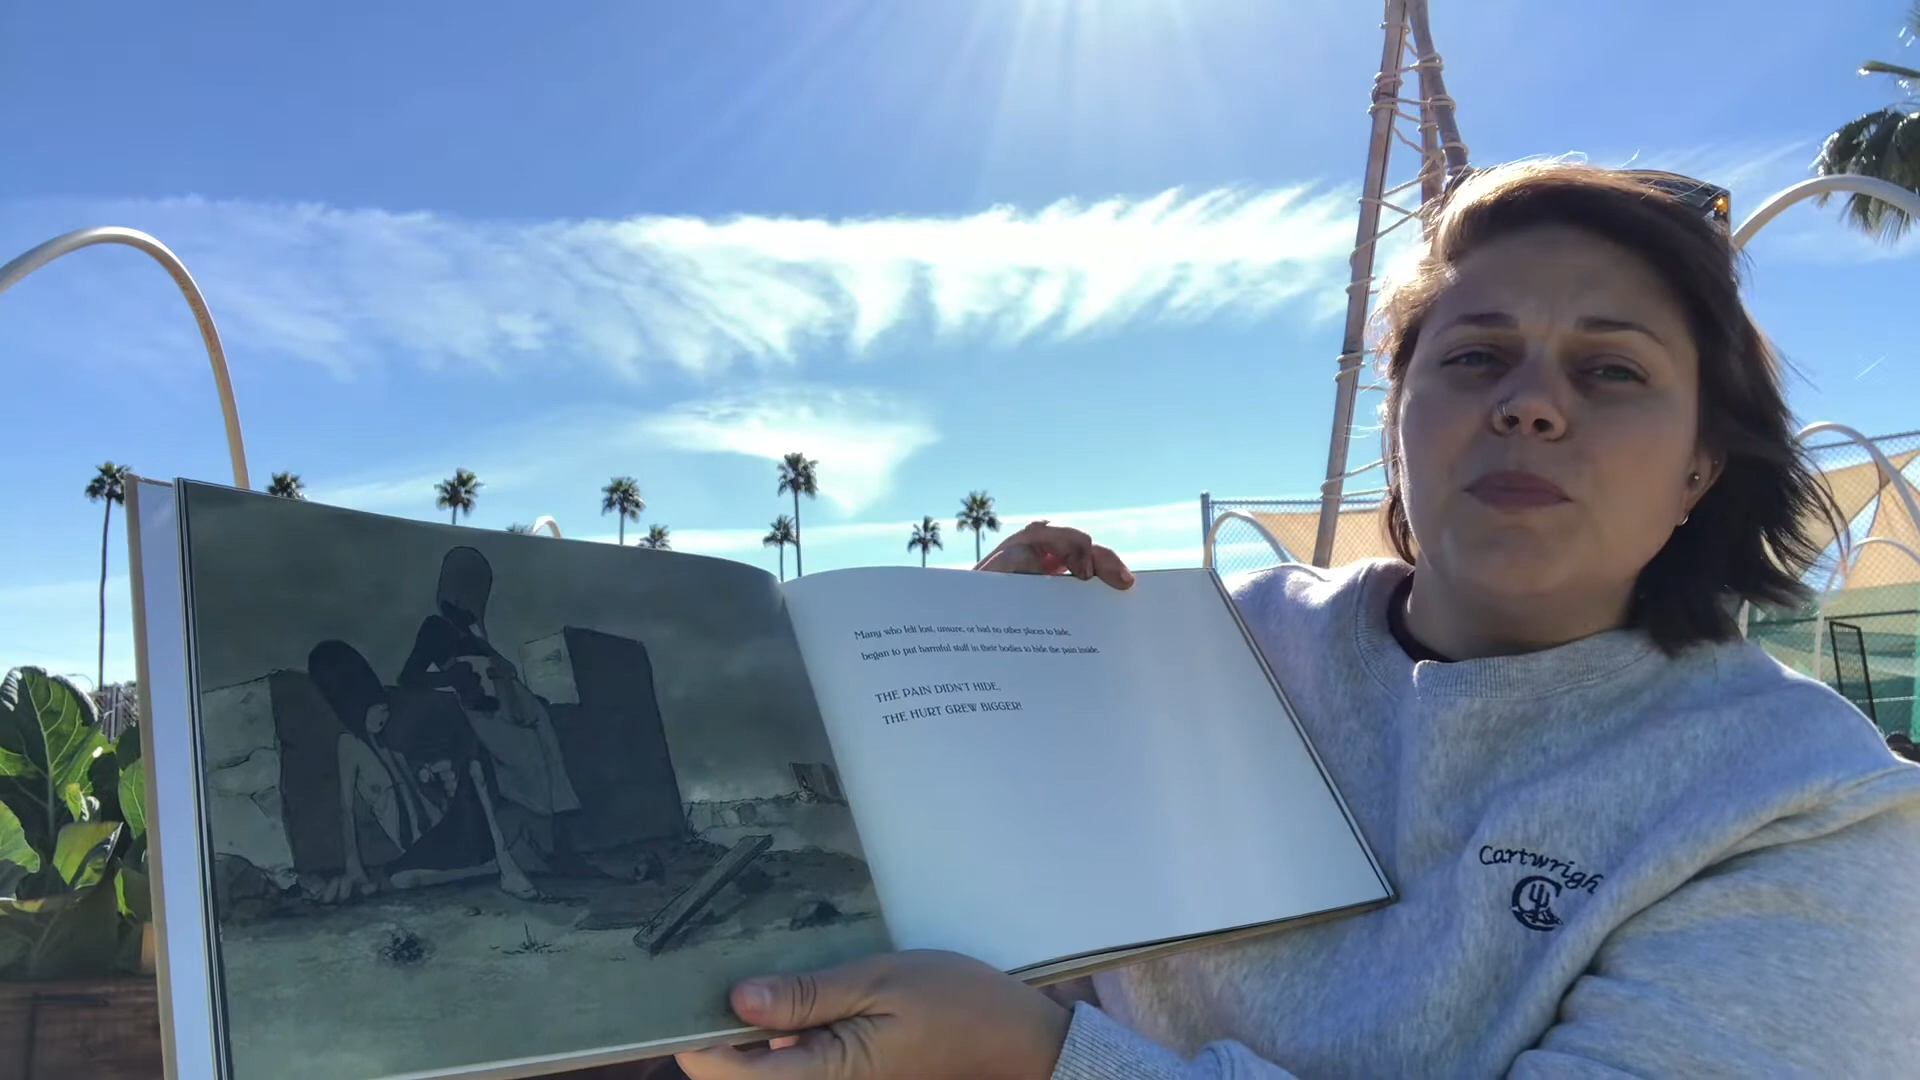 Many who felt lost, unsure, or had no other places to hide,
began to put harmful stuff in their bodies to hide the pain inside.
THE PAIN DIDN'T HIDE,
THE HURT GREW BIGGER!
Cartwrigh